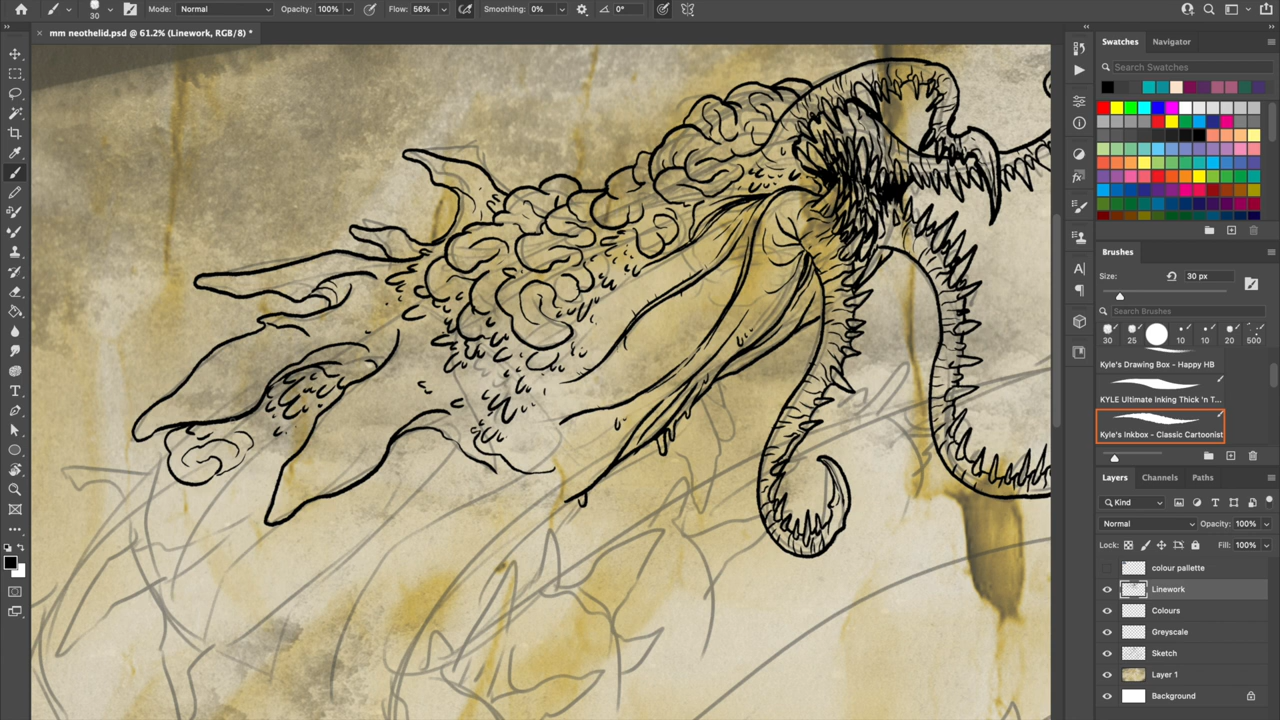 30
Mode: Normal
Opacity: 100%
Flow: 56%
Smoothing: 0%
0°
× mm neothelid.psd @ 61.2% (Linework, RGB/8) *
Swatches Navigator
Search Swatches
Brushes
Size: 30 px
Search Brushes
30 25 10 10 20 500
Kyle's Drawing Box - Happy HB
KYLE Ultimate Inking Thick 'n T...
Kyle's Inkbox - Classic Cartoonist
Layers Channels Paths
Kind
Normal Opacity: 100%
Lock: Fill: 100%
colour pallette
Linework
Colours
Greyscale
Sketch
Layer 1
Background